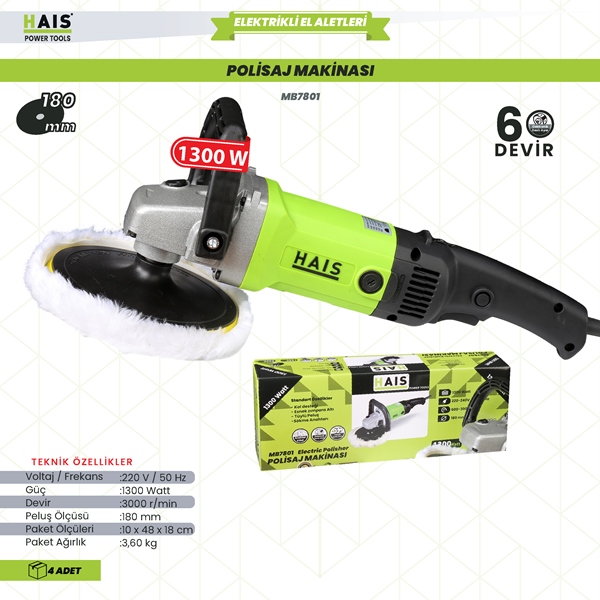 HAIS
POWER TOOLS
ELEKTRİKLİ EL ALETLERİ
POLİSAJ MAKİNASI
MB7801
180
mm
6
DEVİR
1300 W
HAIS
HAIS
POWER TOOLS
1300 Watt
Standart Özellikler
MB7801 Electric Polisher
POLİSAJ MAKİNASI
TEKNİK ÖZELLİKLER
Voltaj / Frekans :220 V / 50 Hz
Güç :1300 Watt
Devir :3000 r/min
Peluş Ölçüsü :180 mm
Paket Ölçüleri :10 x 48 x 18 cm
Paket Ağırlık :3,60 kg
4 ADET